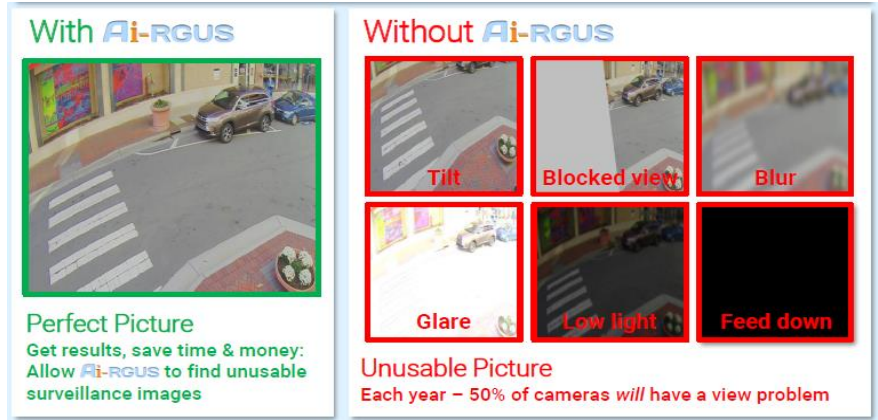 With Ai-RGUS
Perfect Picture
Get results, save time & money:
Allow Ai-RGUS to find unusable
surveillance images
Without Ai-RGUS
Tilt
Blocked view
Blur
Glare
Low light
Feed down
Unusable Picture
Each year – 50% of cameras will have a view problem